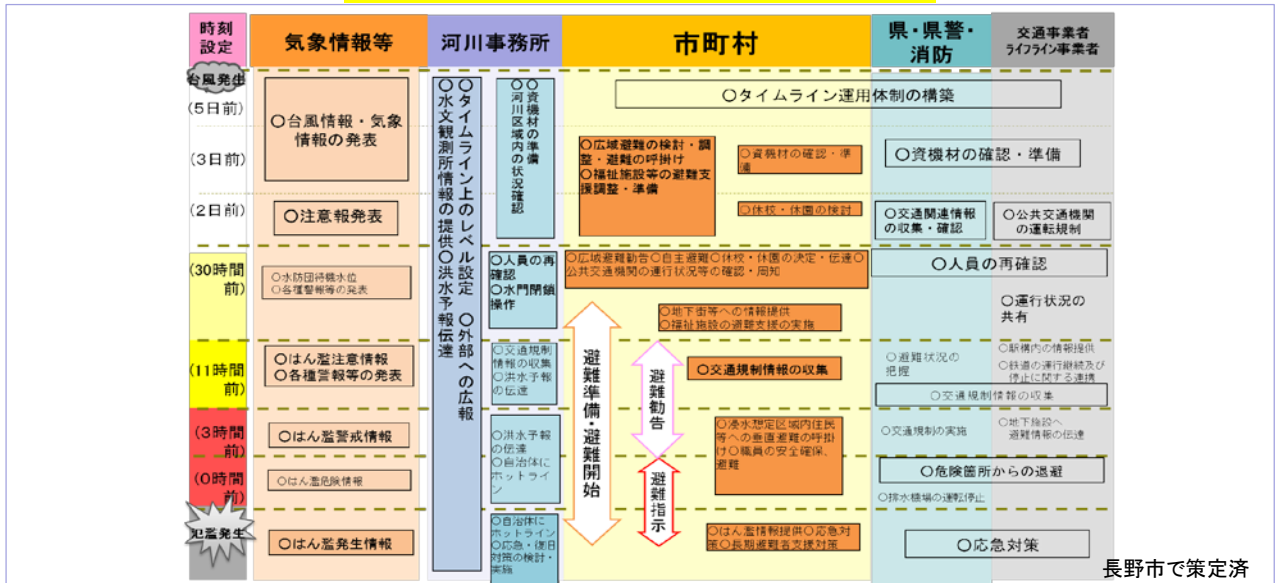 時刻
設定
気象情報等
河川事務所
市町村
県・県警・
消防
交通事業者
ライフライン事業者
台風発生
(5日前)
(3日前)
(2日前)
(30時間
前)
(11時間
前)
(3時間
前)
(0時間
前)
氾濫発生
○台風情報・気象
情報の発表
○注意報発表
○水防団待機水位
○各種警報等の発表
○はん濫注意情報
○各種警報等の発表
○はん濫警戒情報
○はん濫危険情報
○はん濫発生情報
○タイムライン上のレベル設定 ○外部への広報
○水文観測所情報の提供○洪水予報伝達
○資機材の準備
○河川区域内の状況確認
○人員の再
確認
○水門閉鎖
操作
○交通規制
情報の収集
○洪水予報
の伝達
○洪水予報
の伝達
○自治体に
ホットライ
ン
○自治体に
ホットライン
○応急・復旧
対策の検討・
実施
○タイムライン運用体制の構築
○広域避難の検討・調
整・避難の呼掛け
○福祉施設等の避難支
援調整・準備
○資機材の確認・準
備
○休校・休園の検討
○広域避難勧告○自主避難○休校・休園の決定・伝達○
公共交通機関の運行状況等の確認・周知
○地下街等への情報提供
○福祉施設の避難支援の実施
避難準備・避難開始
避難勧告
避難指示
○交通規制情報の収集
○浸水想定区域内住民
等への垂直避難の呼掛
け○職員の安全確保、
避難
○はん濫情報提供○応急対
策○長期避難者支援対策
○資機材の確認・準備
○交通関連情報
の収集・確認
○公共交通機関
の運転規制
○人員の再確認
○運行状況の
共有
○避難状況の
把握
○駅構内の情報提供
○鉄道の運行継続及び
停止に関する連携
○交通規制情報の収集
○交通規制の実施
○地下施設へ
避難情報の伝達
○危険箇所からの退避
○排水機場の運転停止
○応急対策
長野市で策定済